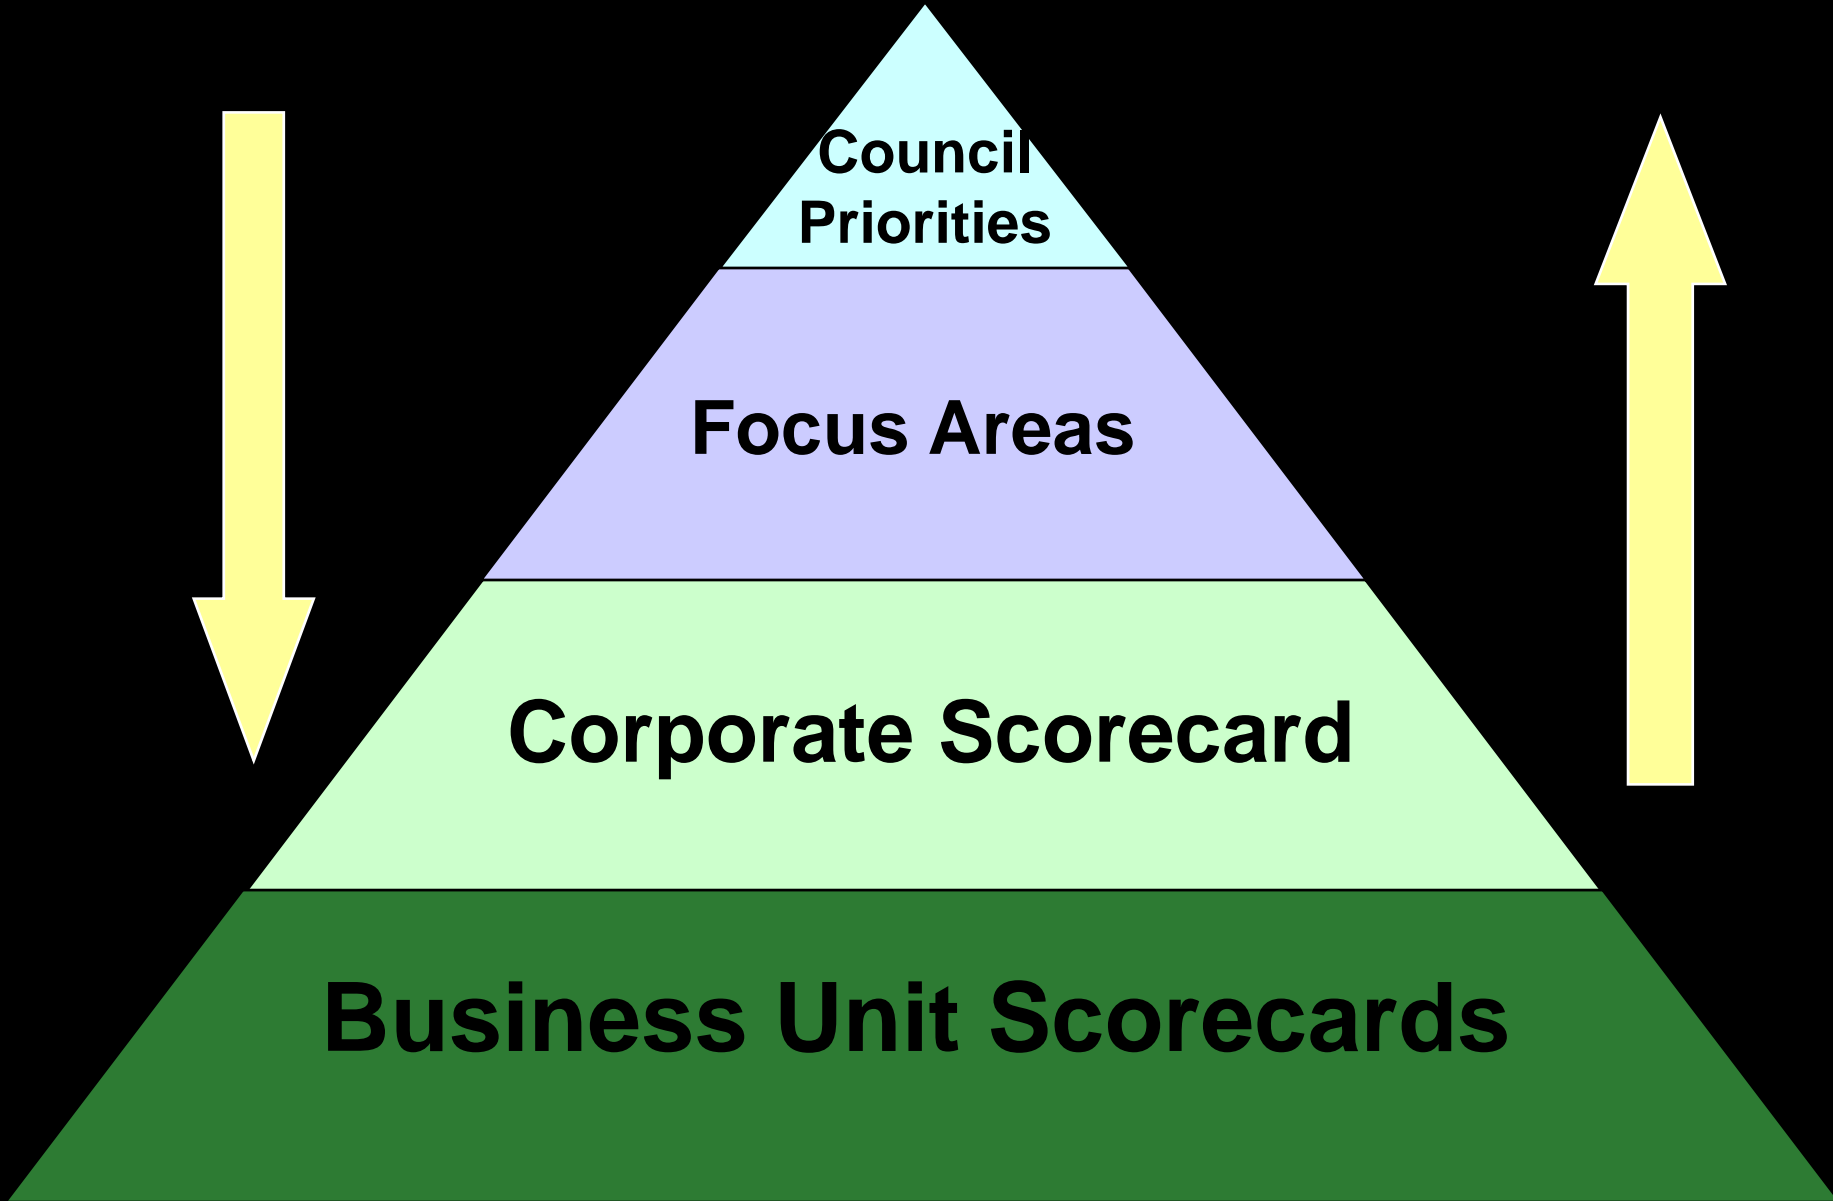 Council
Priorities
Focus Areas
Corporate Scorecard
Business Unit Scorecards